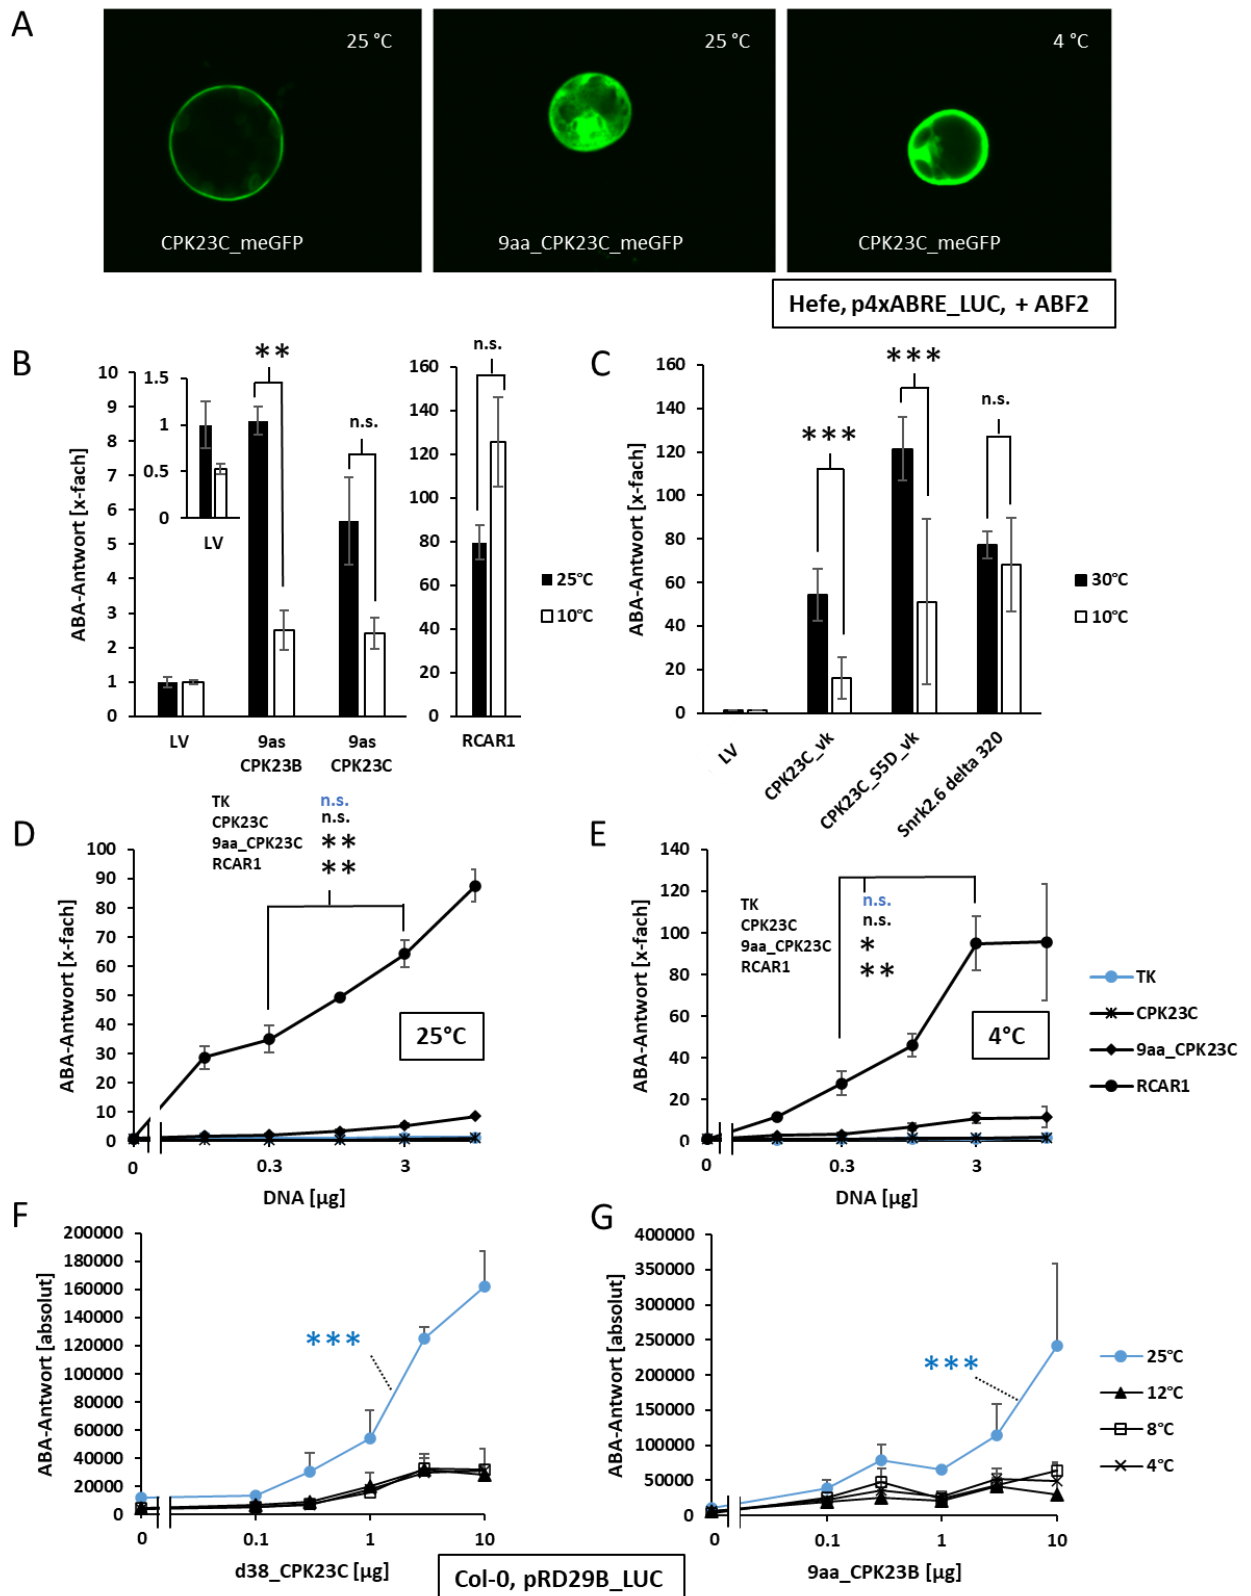 A
25 °C
25 °C
4 °C
CPK23C_meGFP
9aa_CPK23C_meGFP
CPK23C_meGFP
Hefe, p4xABRE_LUC, + ABF2
B
ABA-Antwort [x-fach]
10
9
8
7
6
5
4
3
2
1
0
1.5
1
0.5
0
LV
**
n.s.
LV
9as
CPK23B
9as
CPK23C
n.s.
160
140
120
100
80
60
40
20
0
RCAR1
25°C
10°C
C
ABA-Antwort [x-fach]
160
140
120
100
80
60
40
20
0
***
***
n.s.
LV
CPK23C_vk
CPK23C_S5D_vk
Snrk2.6 delta 320
30°C
10°C
D
TK n.s.
CPK23C n.s.
9aa_CPK23C **
RCAR1 **
ABA-Antwort [x-fach]
100
90
80
70
60
50
40
30
20
10
0
25°C
0 0.3 3
DNA [µg]
E
TK n.s.
CPK23C n.s.
9aa_CPK23C *
RCAR1 **
ABA-Antwort [x-fach]
140
120
100
80
60
40
20
0
4°C
0 0.3 3
DNA [µg]
TK
CPK23C
9aa_CPK23C
RCAR1
F
ABA-Antwort [absolut]
200000
180000
160000
140000
120000
100000
80000
60000
40000
20000
0
***
0 0.1 1 10
d38_CPK23C [µg]
G
ABA-Antwort [absolut]
400000
350000
300000
250000
200000
150000
100000
50000
0
***
0 0.1 1 10
9aa_CPK23B [µg]
25°C
12°C
8°C
4°C
Col-0, pRD29B_LUC